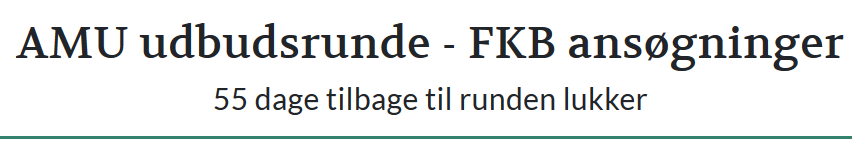 AMU udbudsrunde - FKB ansøgninger
55 dage tilbage til runden lukker